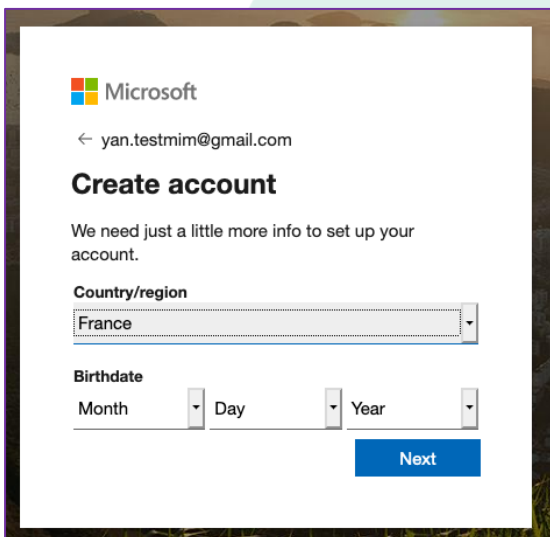 Microsoft
← yan.testmim@gmail.com
Create account
We need just a little more info to set up your
account.
Country/region
France
Birthdate
Month Day Year
Next